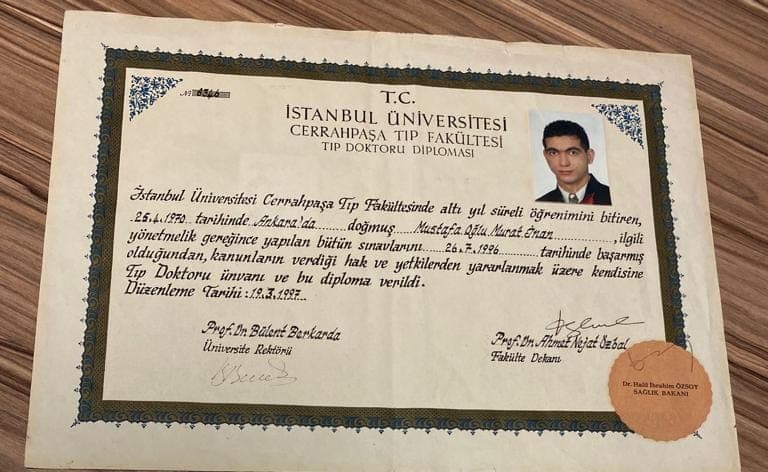 № 6346
T.C.
İSTANBUL ÜNİVERSİTESİ
CERRAHPAŞA TIP FAKÜLTESİ
TIP DOKTORU DİPLOMASI
İstanbul Üniversitesi Cerrahpaşa Tıp Fakültesinde altı yıl süreli öğrenimini bitiren,
25.4.1970 tarihinde Ankara'da doğmuş Mustafa Oğlu Murat Enan, ilgili
yönetmelik gereğince yapılan bütün sınavlarını 26.7.1996 tarihinde başarmış
olduğundan, kanunların verdiği hak ve yetkilerden yararlanmak üzere kendisine
Tıp Doktoru ünvanı ve bu diploma verildi.
Düzenleme Tarihi: 19.3.1997
Prof.Dr.Bülent Berkarda
Üniversite Rektörü
Prof.Dr.Ahmet Nejat Özbal
Fakülte Dekanı
Dr. Halil İbrahim ÖZSOY
SAĞLIK BAKANI